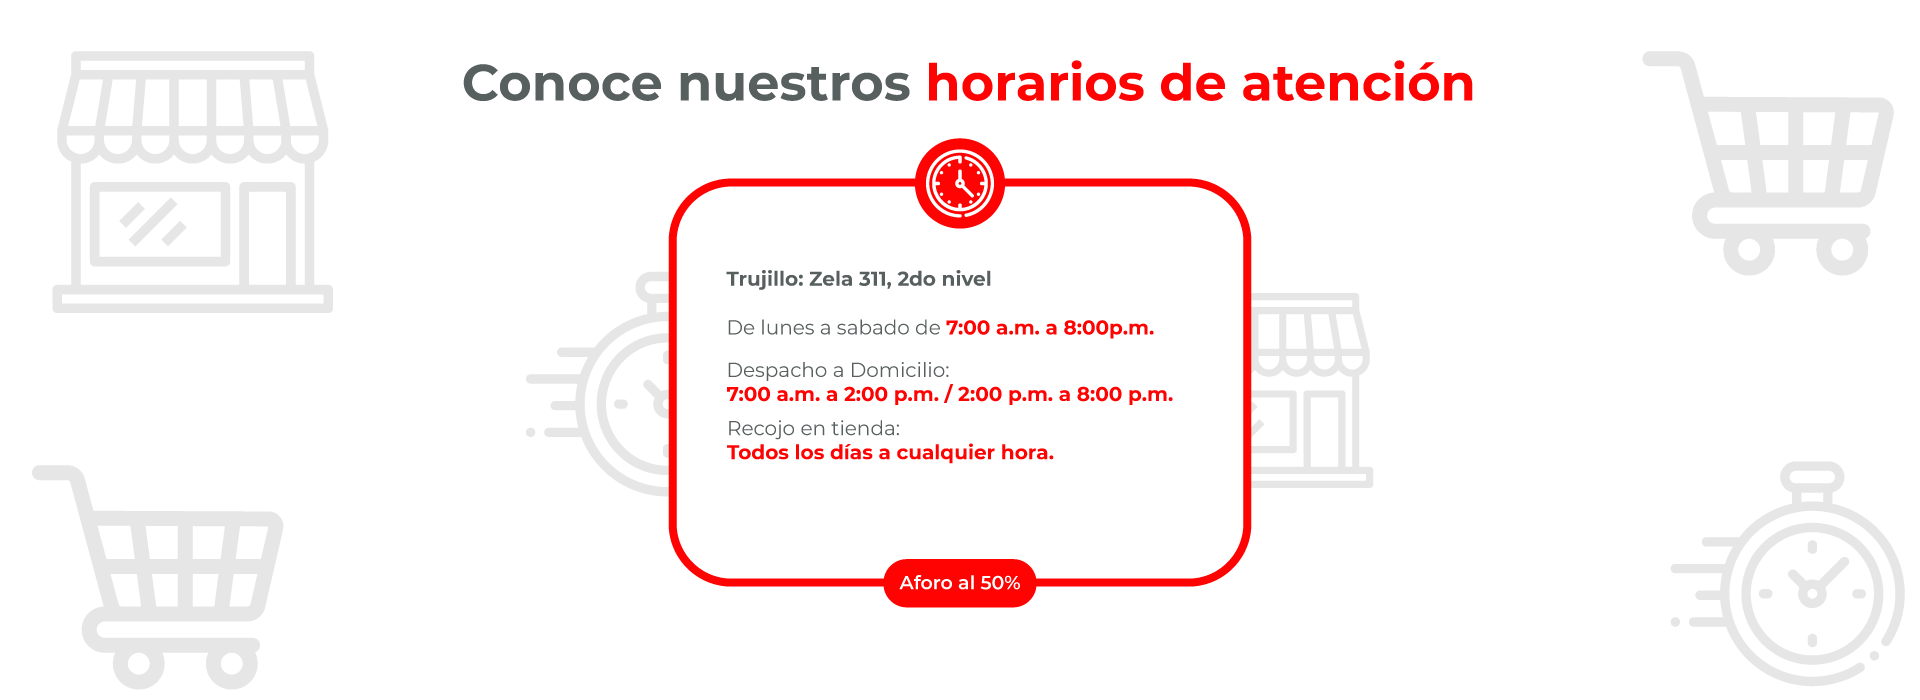 Conoce nuestros horarios de atención
Trujillo: Zela 311, 2do nivel
De lunes a sabado de 7:00 a.m. a 8:00p.m.
Despacho a Domicilio:
7:00 a.m. a 2:00 p.m. / 2:00 p.m. a 8:00 p.m.
Recojo en tienda:
Todos los días a cualquier hora.
Aforo al 50%